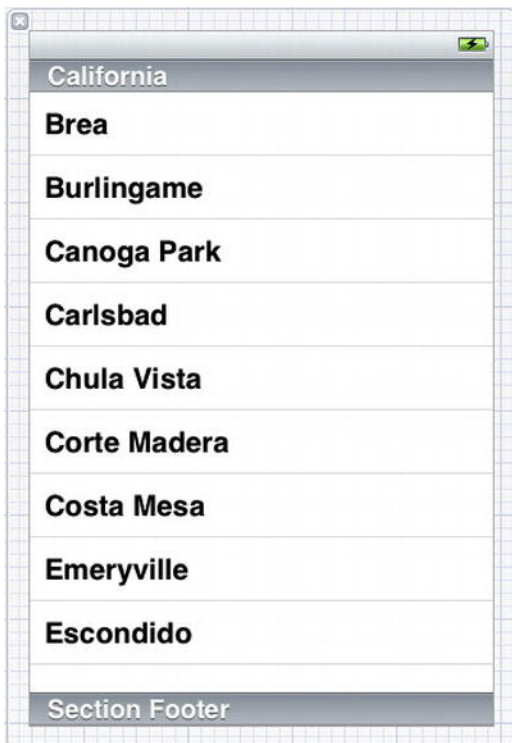 California
Brea
Burlingame
Canoga Park
Carlsbad
Chula Vista
Corte Madera
Costa Mesa
Emeryville
Escondido
Section Footer